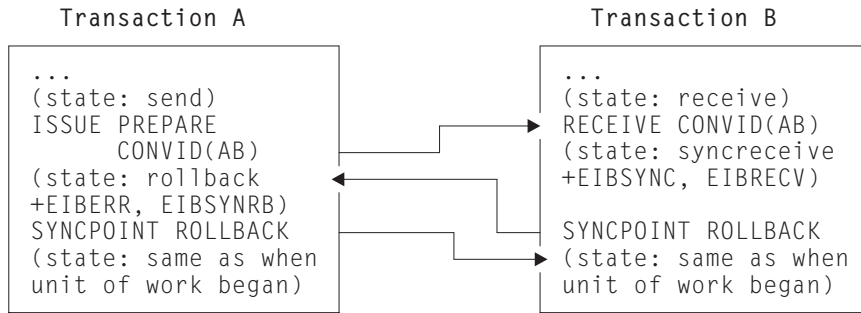 Transaction A
...
(state: send)
ISSUE PREPARE
CONVID(AB)
(state: rollback
+EIBERR, EIBSYNRB)
SYNCPOINT ROLLBACK
(state: same as when
unit of work began)
Transaction B
...
(state: receive)
RECEIVE CONVID(AB)
(state: syncreceive
+EIBSYNC, EIBRECV)
SYNCPOINT ROLLBACK
(state: same as when
unit of work began)